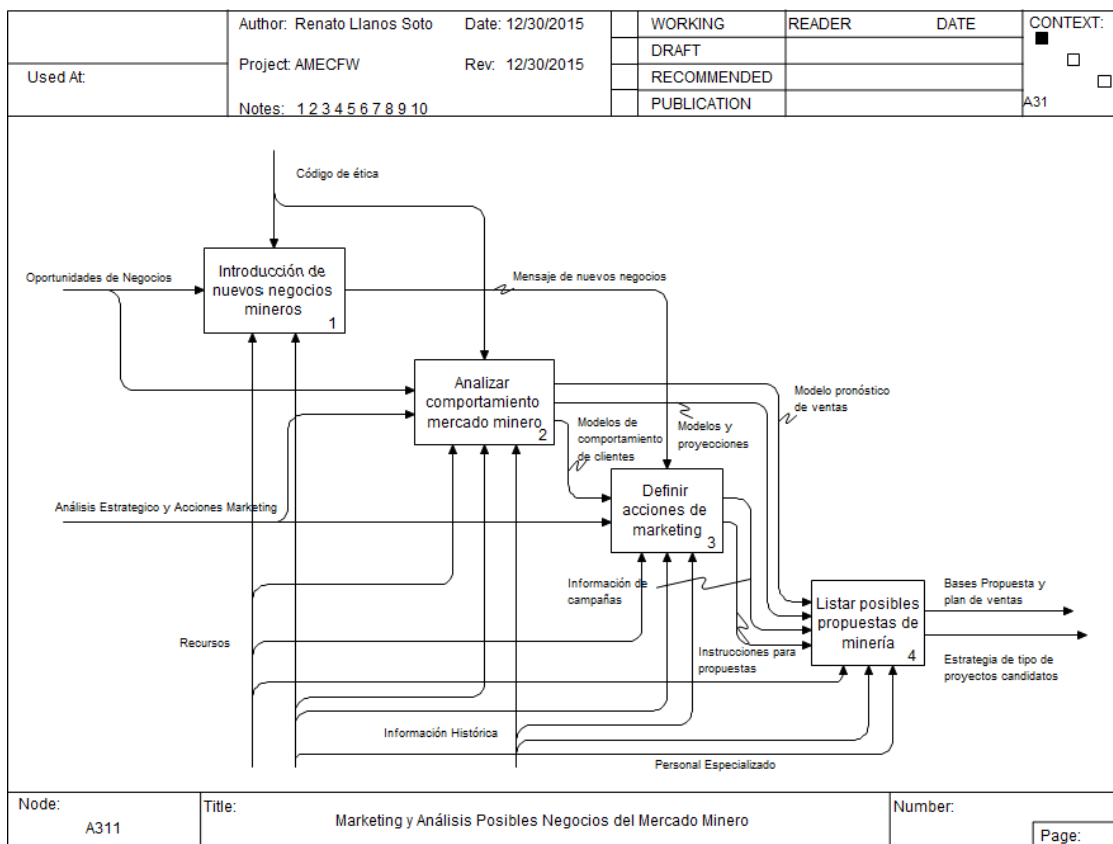 Used At:
Author: Renato Llanos Soto
Date: 12/30/2015
Project: AMECFW
Rev: 12/30/2015
Notes: 1 2 3 4 5 6 7 8 9 10
WORKING
DRAFT
RECOMMENDED
PUBLICATION
READER
DATE
CONTEXT:
A31
Código de ética
Oportunidades de Negocios
Introducción de
nuevos negocios
mineros
1
Mensaje de nuevos negocios
Analizar
comportamiento
mercado minero
2
Modelo pronóstico
de ventas
Modelos de
comportamiento
de clientes
Modelos y
proyecciones
Análisis Estrategico y Acciones Marketing
Definir
acciones de
marketing
3
Información de
campañas
Instrucciones para
propuestas
Listar posibles
propuestas de
minería
4
Bases Propuesta y
plan de ventas
Estrategia de tipo de
proyectos candidatos
Recursos
Información Histórica
Personal Especializado
Node:
A311
Title:
Marketing y Análisis Posibles Negocios del Mercado Minero
Number:
Page: